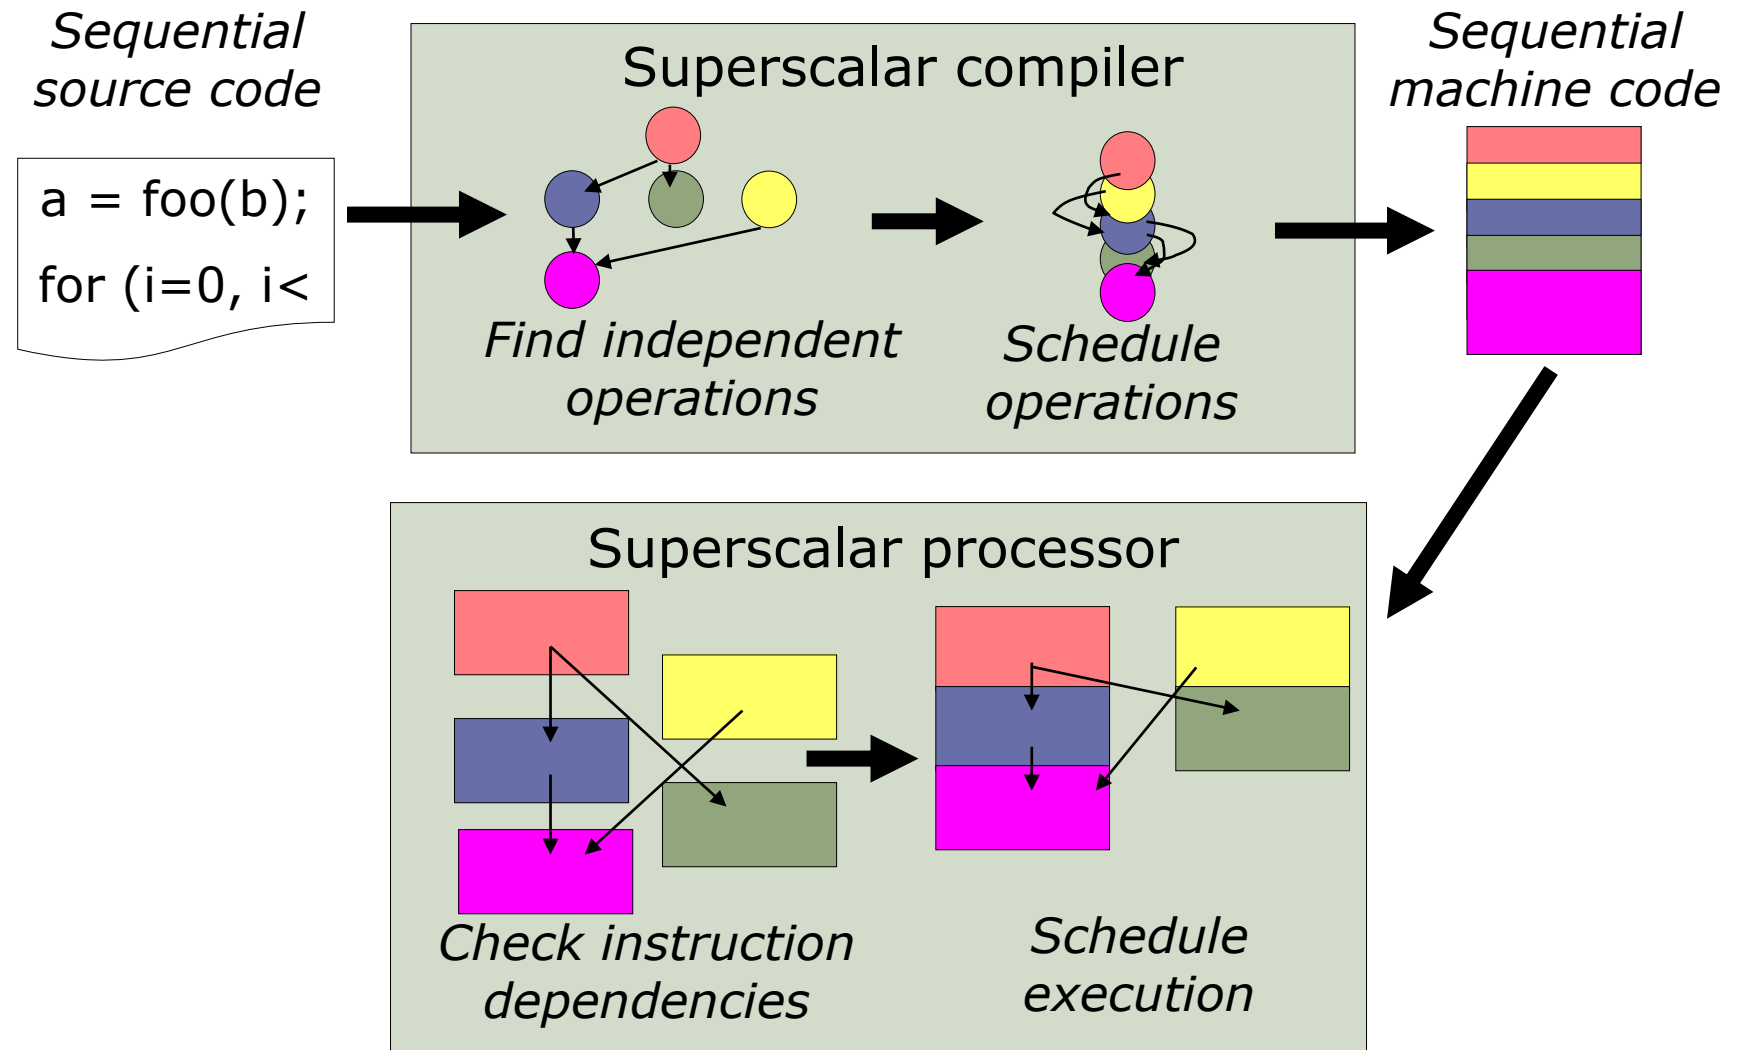 Sequential
source code
a = foo(b);
for (i=0, i<
Superscalar compiler
Find independent
operations
Schedule
operations
Sequential
machine code
Superscalar processor
Check instruction
dependencies
Schedule
execution